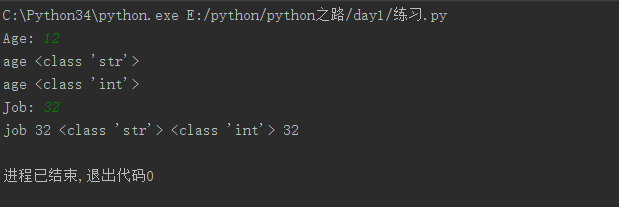 C:\Python34\python.exe E:/python/python之路/day1/练习.py
Age: 12
age <class 'str'>
age <class 'int'>
Job: 32
job 32 <class 'str'> <class 'int'> 32
进程已结束,退出代码0